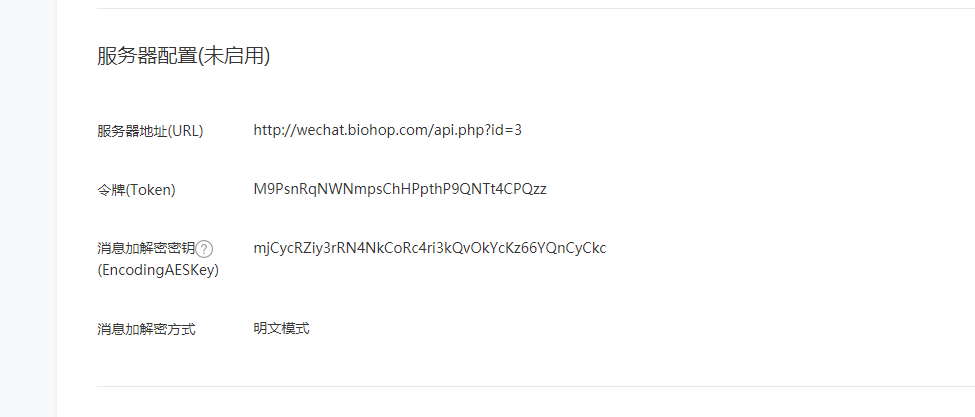 服务器配置(未启用)
服务器地址(URL) http://wechat.biohop.com/api.php?id=3
令牌(Token) M9PsnRqNWNmpsChHPpthP9QNTt4CPQzz
消息加解密密钥? mjCycRZiy3rRN4NkCoRc4ri3kQvOkYcKz66YQnCyCkc
(EncodingAESKey)
消息加解密方式 明文模式